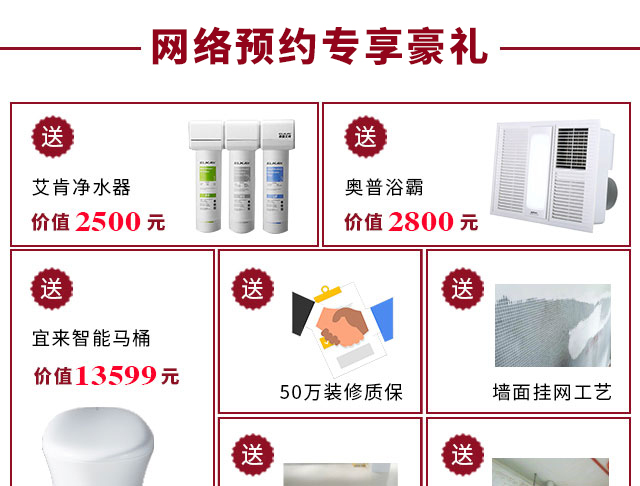 网络预约专享豪礼
送
艾肯净水器
价值2500元
送
奥普浴霸
价值2800元
送
宜来智能马桶
价值13599元
送
50万装修质保
送
墙面挂网工艺
送
送